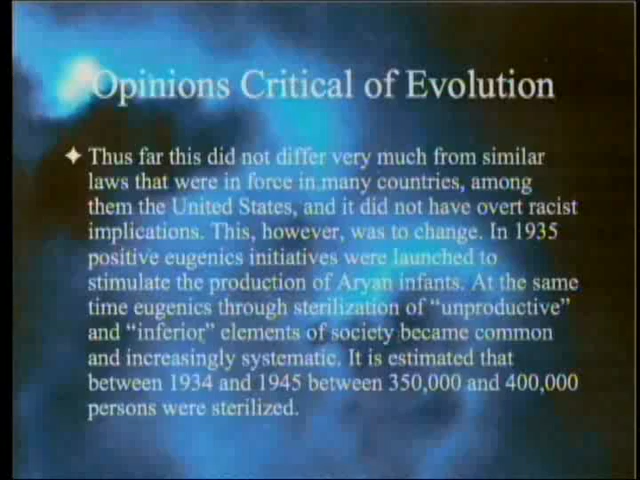 Opinions Critical of Evolution
Thus far this did not differ very much from similar
laws that were in force in many countries, among
them the United States, and it did not have overt racist
implications. This, however, was to change. In 1935
positive eugenics initiatives were launched to
stimulate the production of Aryan infants. At the same
time eugenics through sterilization of “unproductive”
and “inferior” elements of society became common
and increasingly systematic. It is estimated that
between 1934 and 1945 between 350,000 and 400,000
persons were sterilized.